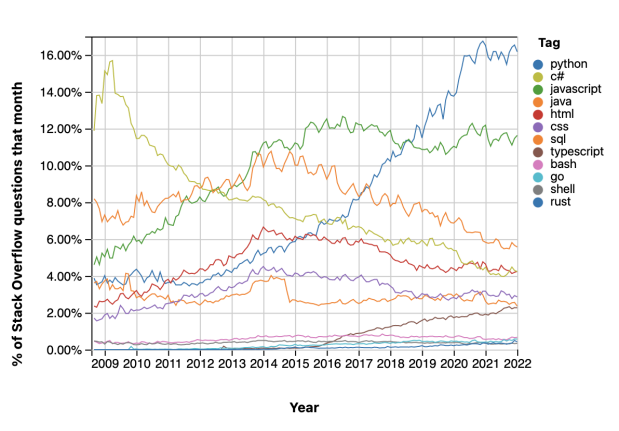 % of Stack Overflow questions that month
16.00%
14.00%
12.00%
10.00%
8.00%
6.00%
4.00%
2.00%
0.00%
2009 2010 2011 2012 2013 2014 2015 2016 2017 2018 2019 2020 2021 2022
Year
Tag
python
c#
javascript
java
html
css
sql
typescript
bash
go
shell
rust